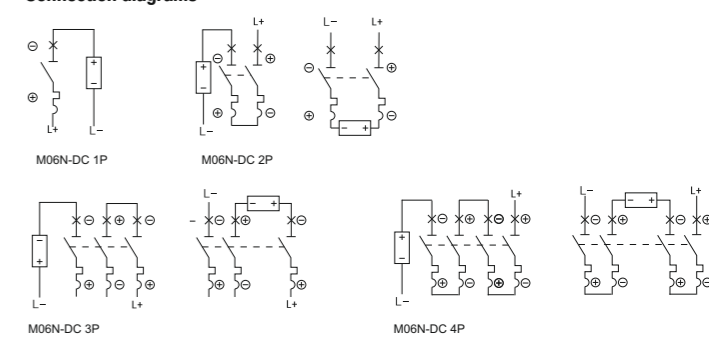 Connection diagrams
L+
L−
L+
⊖
+
−
⊕
L+
L−
+
−
⊖
⊕
⊕
⊖
L−
⊖
⊕
⊕
⊖
− +
M06N-DC 1P
M06N-DC 2P
L−
− +
L+
L−
− +
L+
−
+
⊖
⊕
⊖
⊕
⊖
⊕
L−
L+
−
⊖
⊕
⊖
⊕
⊖
⊕
L+
+
−
⊖
⊕
⊖
⊕
⊕
⊖
⊕
⊖
L−
⊖
⊕
⊖
⊕
⊕
⊖
⊕
⊖
M06N-DC 3P
M06N-DC 4P